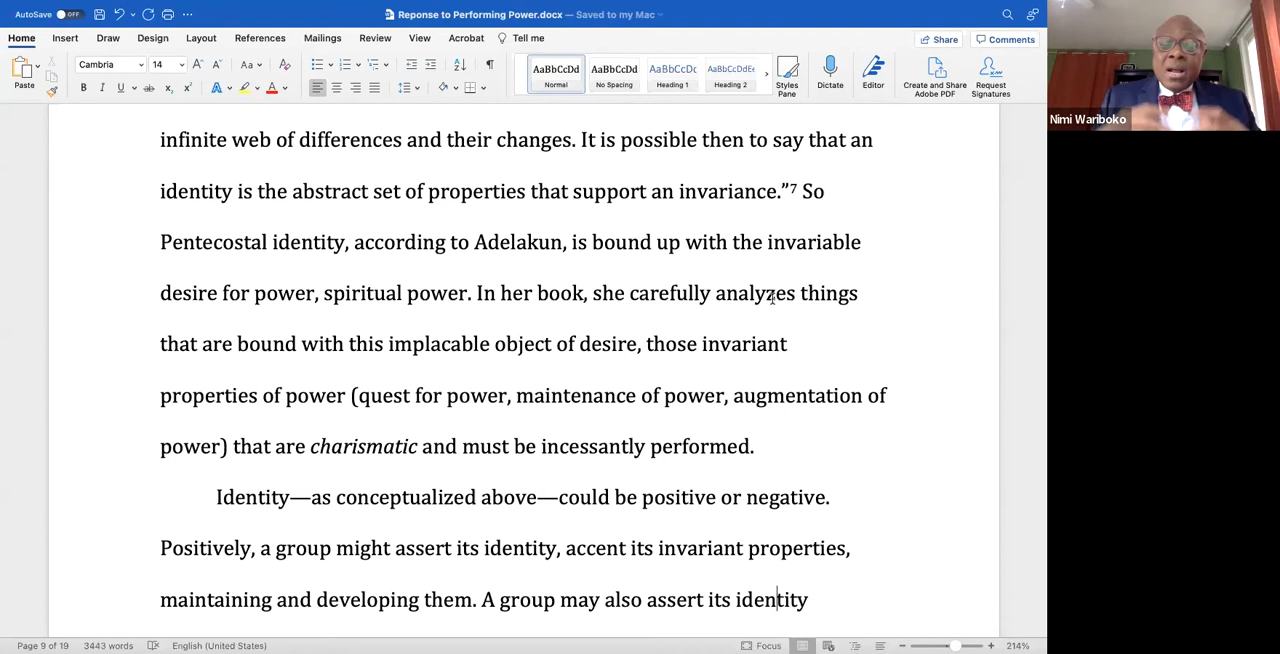 AutoSave OFF Reponse to Performing Power.docx — Saved to my Mac
Home Insert Draw Design Layout References Mailings Review View Acrobat Tell me Share Comments
Paste Cambria 14 A A Aa A AaBbCcDd Normal AaBbCcDd No Spacing AaBbCcDc Heading 1 AaBbCcDdEe Heading 2 Styles Pane Dictate Editor Create and Share Adobe PDF Request Signatures
B I U ab x₂ x² A A
Nimi Wariboko
infinite web of differences and their changes. It is possible then to say that an
identity is the abstract set of properties that support an invariance.”⁷ So
Pentecostal identity, according to Adelakun, is bound up with the invariable
desire for power, spiritual power. In her book, she carefully analyzes things
that are bound with this implacable object of desire, those invariant
properties of power (quest for power, maintenance of power, augmentation of
power) that are charismatic and must be incessantly performed.
Identity—as conceptualized above—could be positive or negative.
Positively, a group might assert its identity, accent its invariant properties,
maintaining and developing them. A group may also assert its identity
Page 9 of 19 3443 words English (United States) Focus 214%